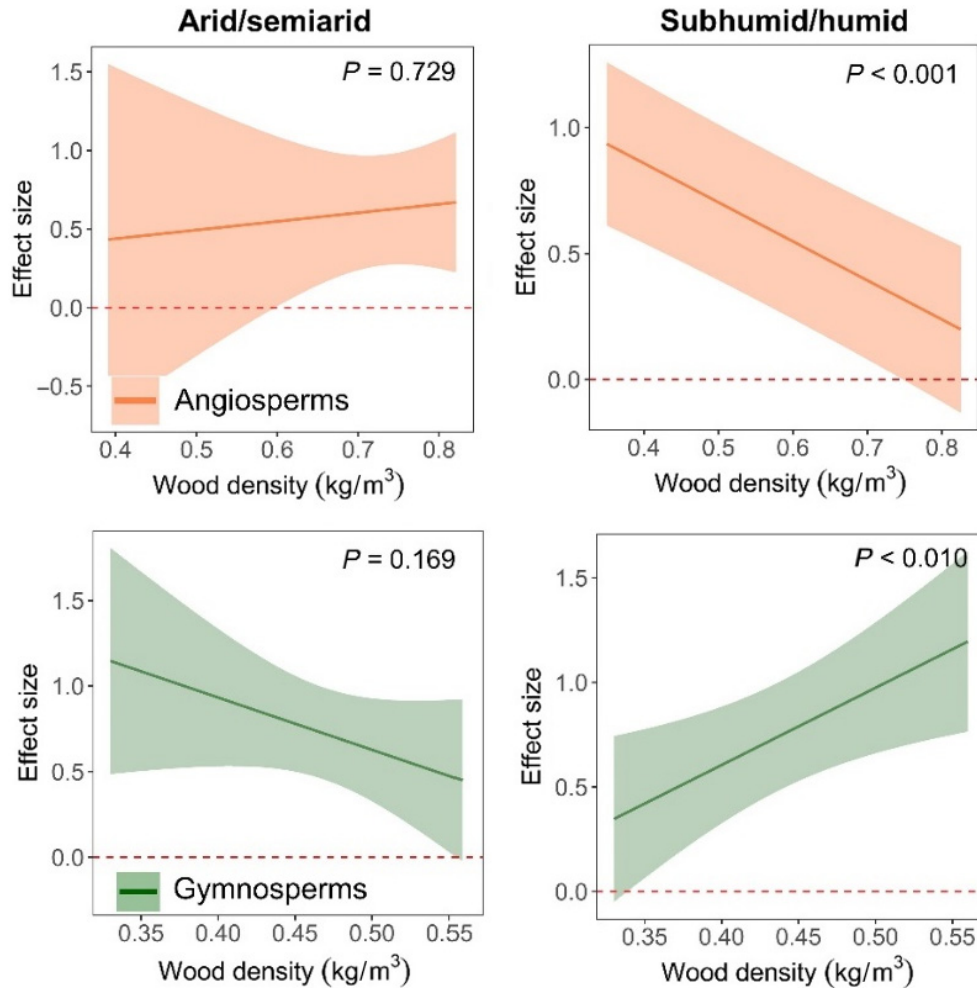 Arid/semiarid
Subhumid/humid
P = 0.729
1.5
1.0
0.5
0.0
−0.5
Effect size
Angiosperms
0.4 0.5 0.6 0.7 0.8
Wood density (kg/m³)
P < 0.001
1.0
0.5
0.0
Effect size
0.4 0.5 0.6 0.7 0.8
Wood density (kg/m³)
P = 0.169
1.5
1.0
0.5
0.0
Effect size
Gymnosperms
0.35 0.40 0.45 0.50 0.55
Wood density (kg/m³)
P < 0.010
1.5
1.0
0.5
0.0
Effect size
0.35 0.40 0.45 0.50 0.55
Wood density (kg/m³)